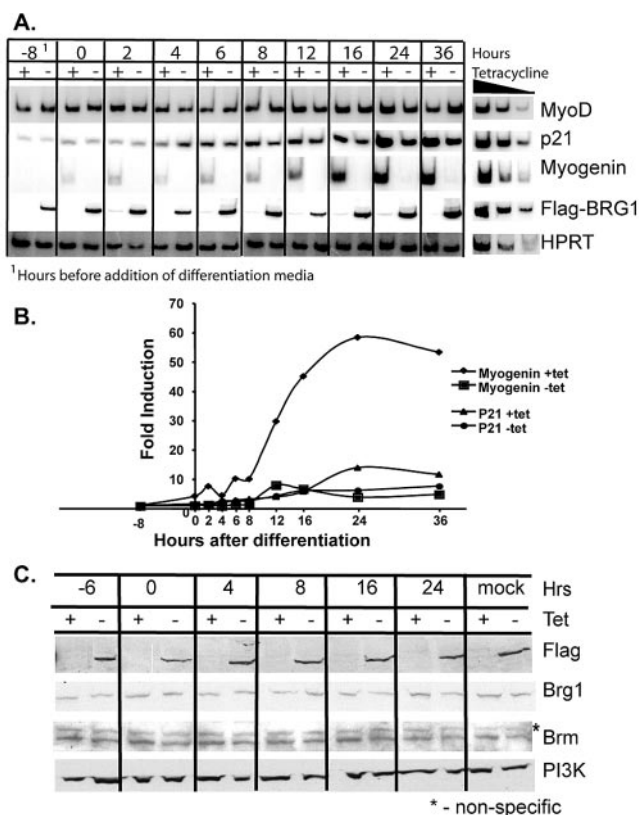 A.
-8 1 0 2 4 6 8 12 16 24 36 Hours
+ - + - + - + - + - + - + - + - + - + - Tetracycline
MyoD
p21
Myogenin
Flag-BRG1
HPRT
1 Hours before addition of differentiation media
B.
70
60
50
40
30
20
10
Fold Induction
-8 0 2 4 6 8 12 16 24 36
Hours after differentiation
Myogenin +tet
Myogenin -tet
P21 +tet
P21 -tet
C.
-6 0 4 8 16 24 mock Hrs
+ - + - + - + - + - + - + - Tet
Flag
Brg1
*
Brm
PI3K
* - non-specific